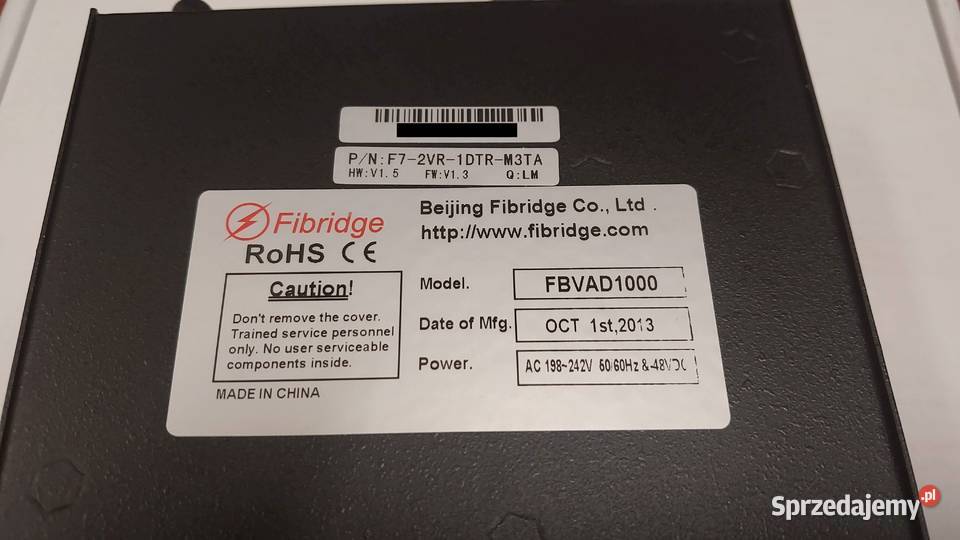 P/N:F7-2VR-1DTR-M3TA
HW:V1.5 FW:V1.3 Q:LM
Fibridge
RoHS CE
Beijing Fibridge Co., Ltd .
http://www.fibridge.com
Caution!
Don't remove the cover.
Trained service personnel
only. No user serviceable
components inside.
MADE IN CHINA
Model. FBVAD1000
Date of Mfg. OCT 1st,2013
Power. AC 198~242V 50/60Hz &-48VDC
Sprzedajemy.pl